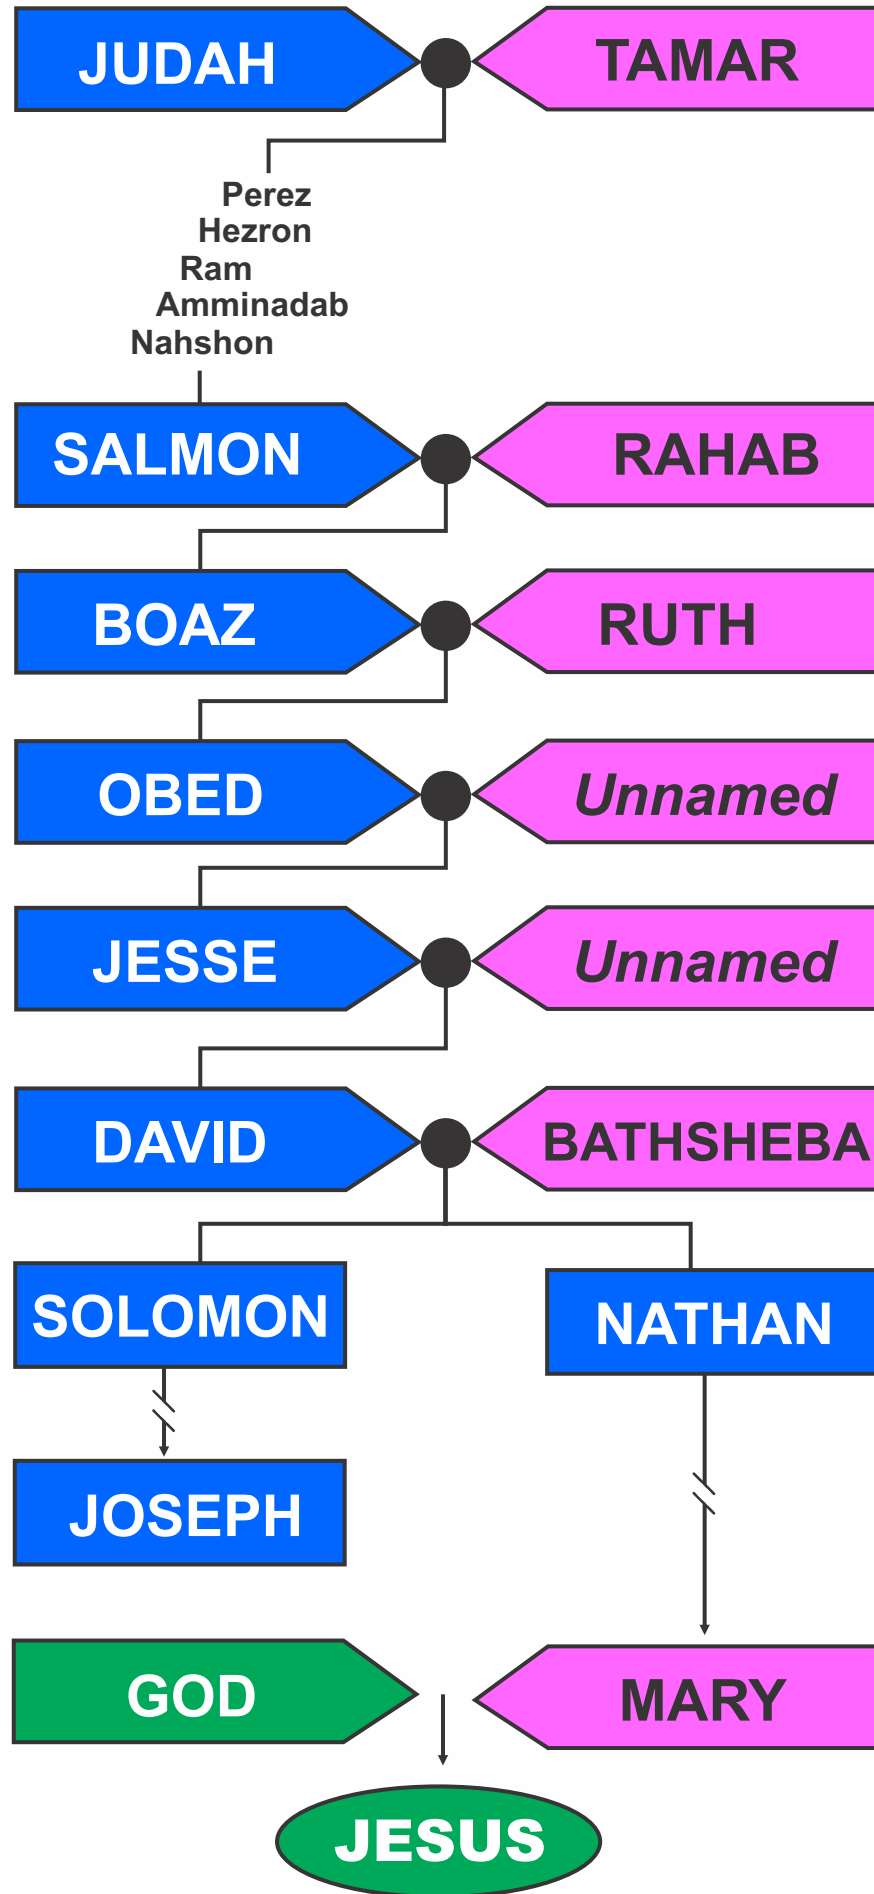 JUDAH TAMAR
Perez
Hezron
Ram
Amminadab
Nahshon
SALMON RAHAB
BOAZ RUTH
OBED Unnamed
JESSE Unnamed
DAVID BATHSHEBA
SOLOMON NATHAN
JOSEPH
GOD MARY
JESUS